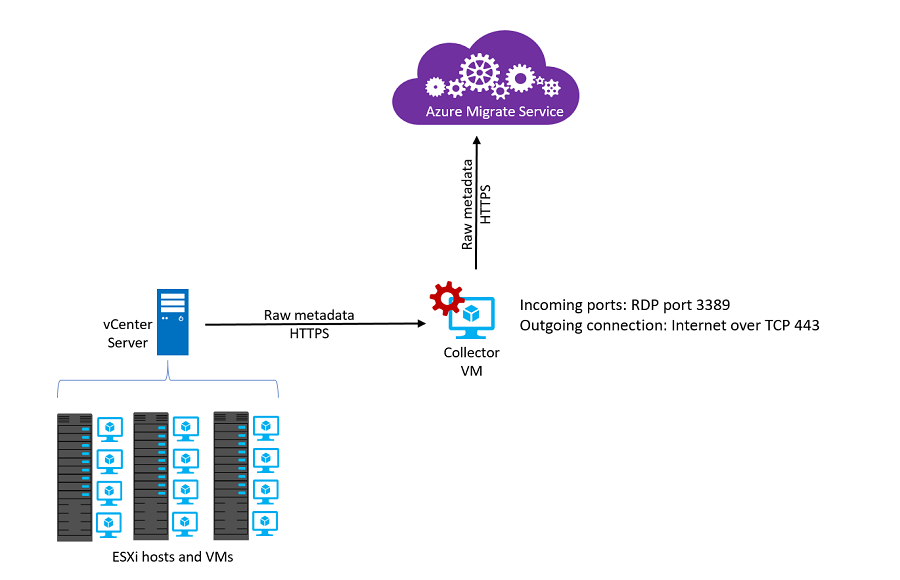 Azure Migrate Service
Raw metadata
HTTPS
vCenter
Server
Raw metadata
HTTPS
Collector
VM
Incoming ports: RDP port 3389
Outgoing connection: Internet over TCP 443
ESXi hosts and VMs